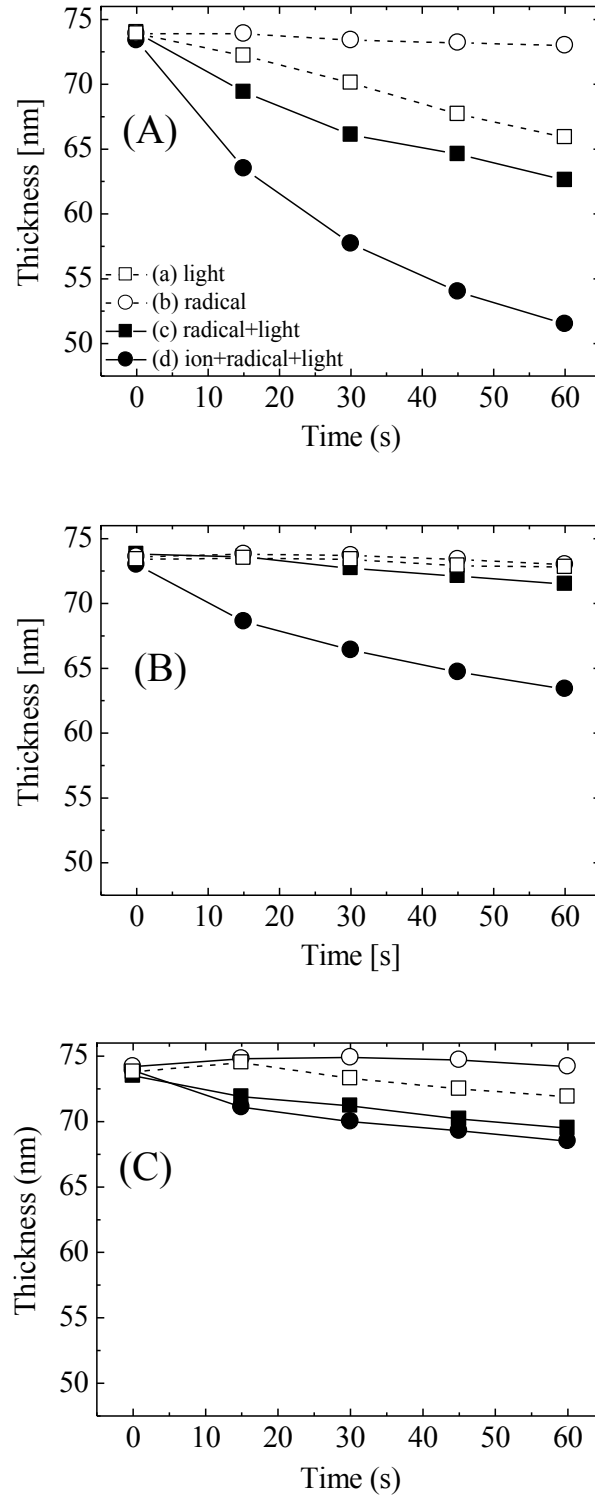 75
70
65
60
55
50
Thickness [nm]
(A)
(a) light
(b) radical
(c) radical+light
(d) ion+radical+light
0 10 20 30 40 50 60
Time (s)
75
70
65
60
55
50
Thickness [nm]
(B)
0 10 20 30 40 50 60
Time [s]
75
70
65
60
55
50
Thickness (nm)
(C)
0 10 20 30 40 50 60
Time (s)